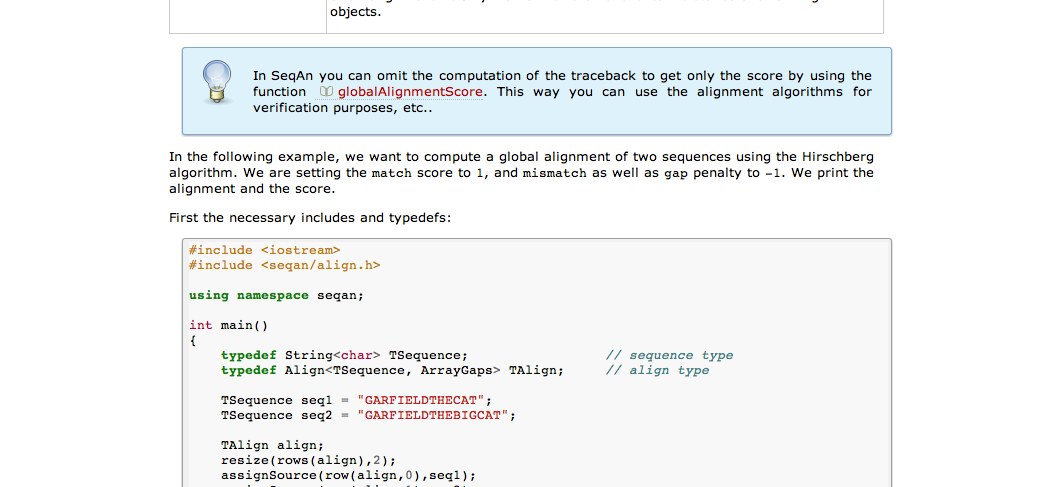 objects.
In SeqAn you can omit the computation of the traceback to get only the score by using the
function globalAlignmentScore. This way you can use the alignment algorithms for
verification purposes, etc..
In the following example, we want to compute a global alignment of two sequences using the Hirschberg
algorithm. We are setting the match score to 1, and mismatch as well as gap penalty to -1. We print the
alignment and the score.
First the necessary includes and typedefs:
#include <iostream>
#include <seqan/align.h>
using namespace seqan;
int main()
{
typedef String<char> TSequence; // sequence type
typedef Align<TSequence, ArrayGaps> TAlign; // align type
TSequence seq1 = "GARFIELDTHECAT";
TSequence seq2 = "GARFIELDTHEBIGCAT";
TAlign align;
resize(rows(align),2);
assignSource(row(align,0),seq1);